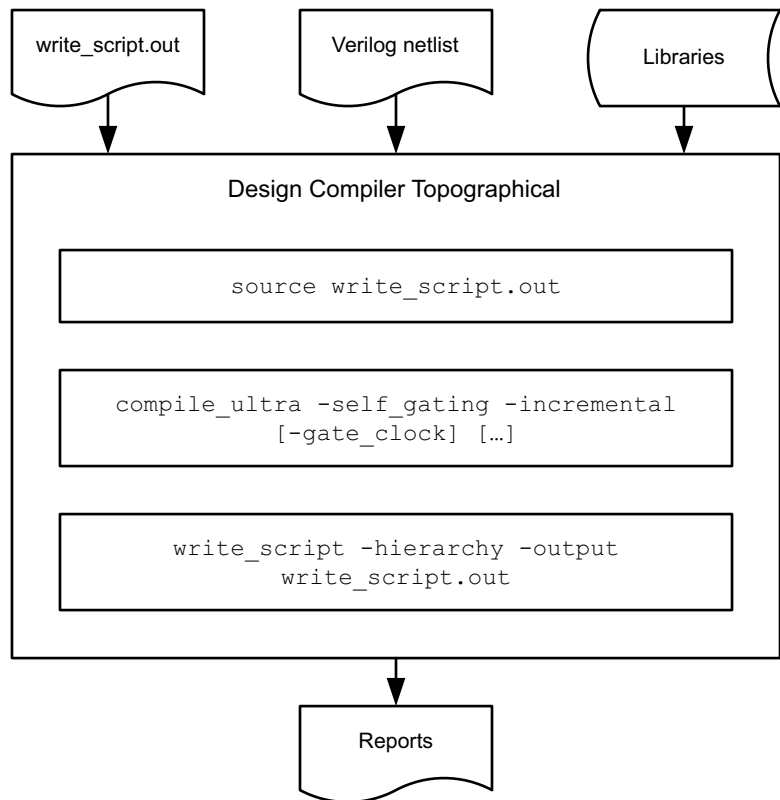 write_script.out
Verilog netlist
Libraries
Design Compiler Topographical
source write_script.out
compile_ultra -self_gating -incremental
[-gate_clock] […]
write_script -hierarchy -output
write_script.out
Reports